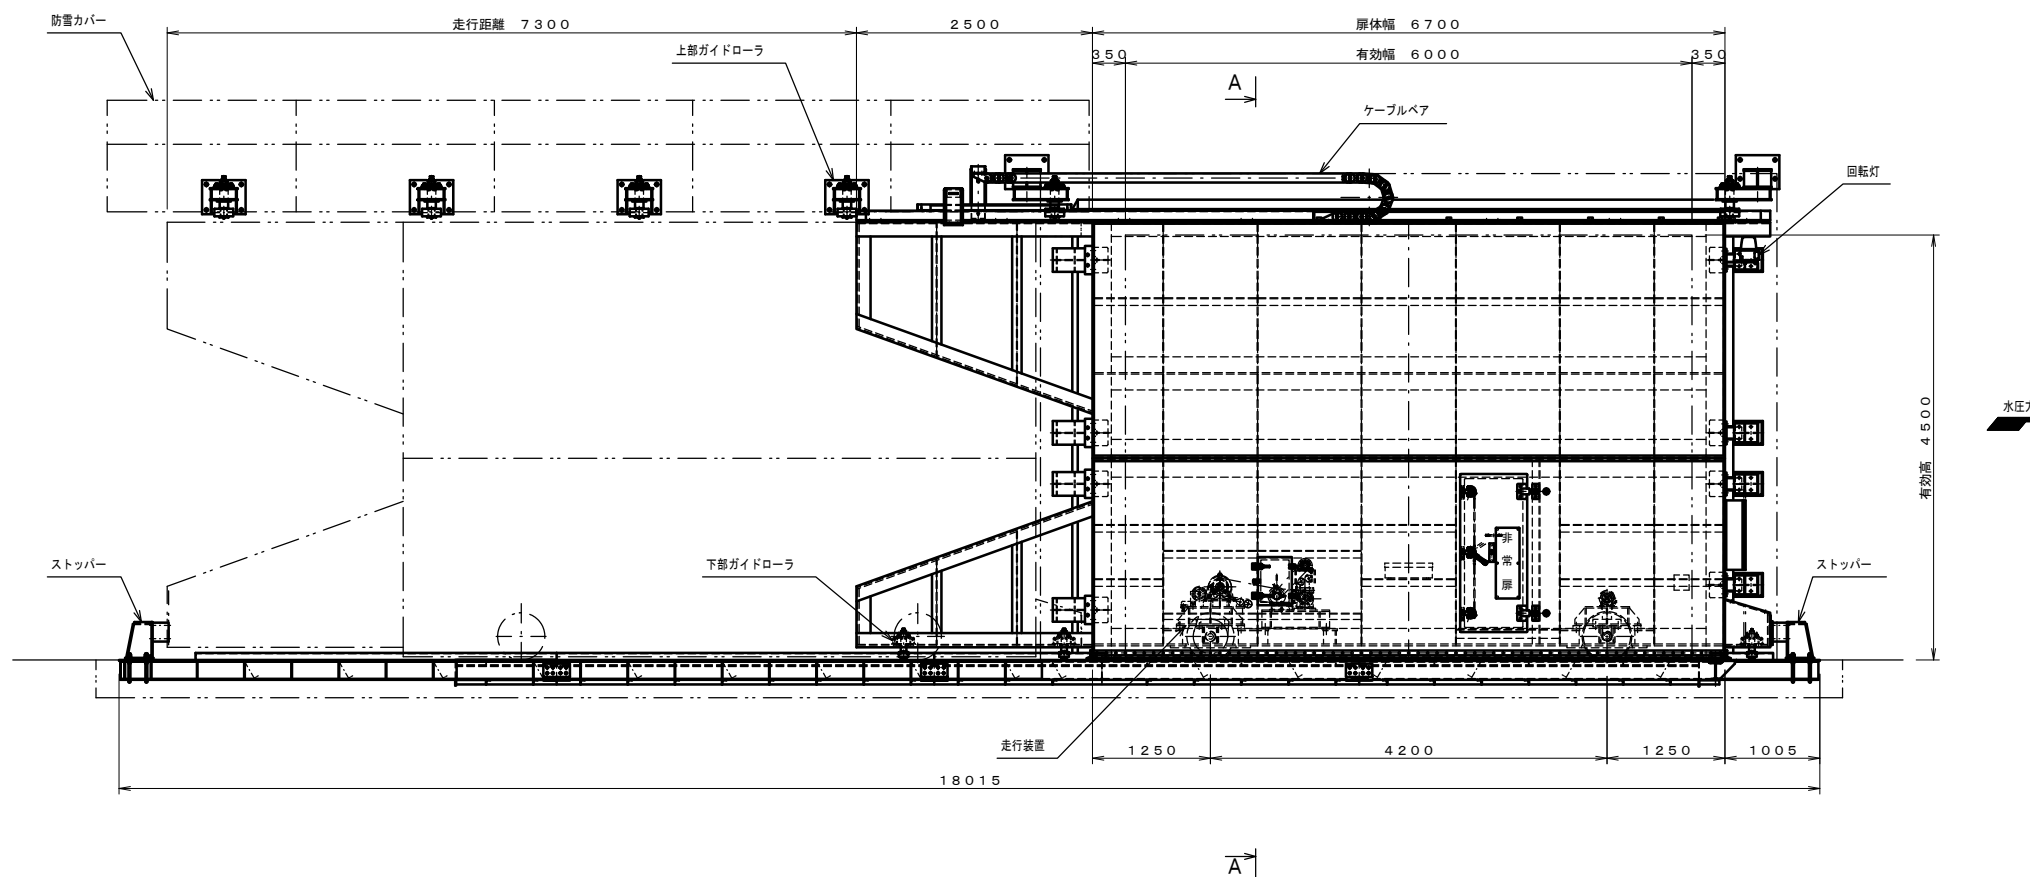 防雪カバー
走行距離　７３００
２５００
扉体幅　６７００
上部ガイドローラ
３５０
有効幅　６０００
３５０
A
ケーブルベア
回転灯
有効高　４５００
ストッパー
下部ガイドローラ
非
常
扉
ストッパー
走行装置
１２５０
４２００
１２５０
１００５
１８０１５
A